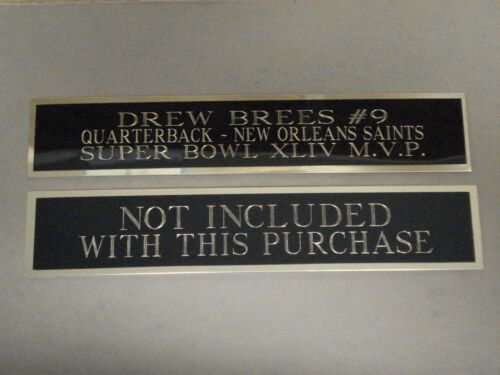 DREW BREES #9
QUARTERBACK - NEW ORLEANS SAINTS
SUPER BOWL XLIV M.V.P.
NOT INCLUDED
WITH THIS PURCHASE